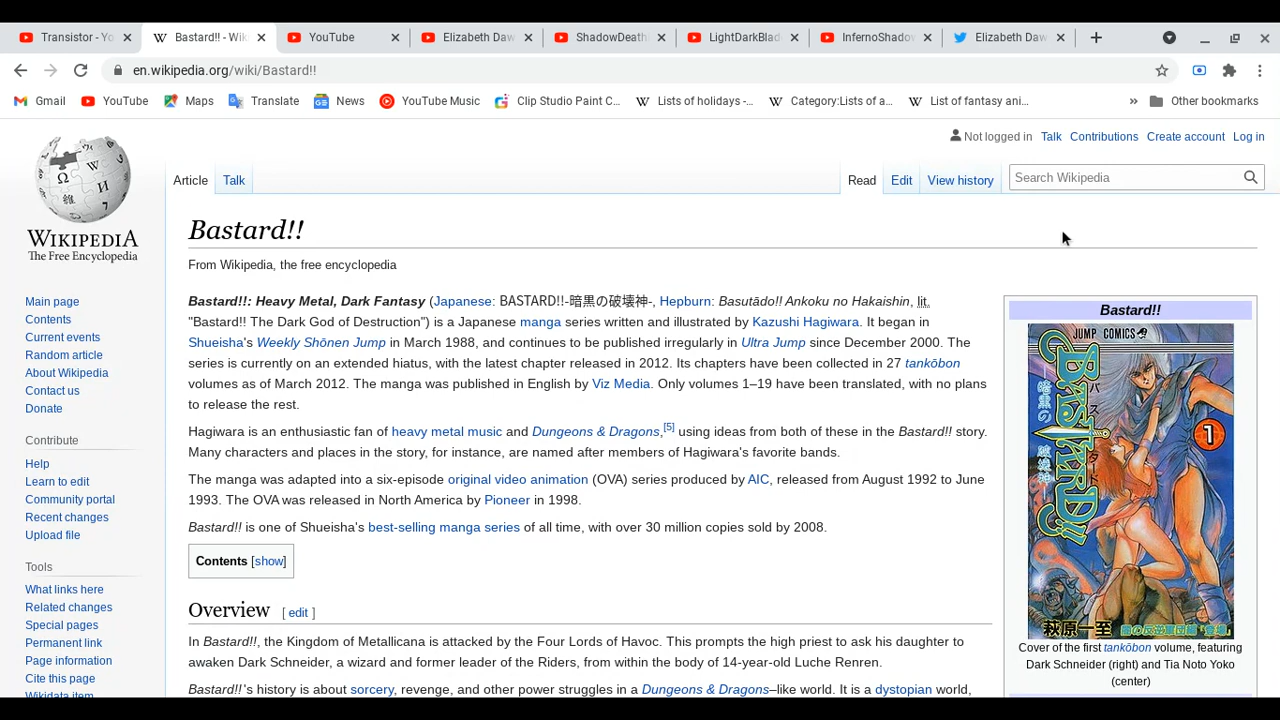 Transistor - Yo
Bastard!! - Wik
YouTube
Elizabeth Daw
ShadowDeath
LightDarkBlad
InfernoShadow
Elizabeth Daw
en.wikipedia.org/wiki/Bastard!!
Gmail YouTube Maps Translate News YouTube Music Clip Studio Paint C... Lists of holidays -... Category:Lists of a... List of fantasy ani... » Other bookmarks
Not logged in Talk Contributions Create account Log in
Article Talk Read Edit View history Search Wikipedia
WIKIPEDIA
The Free Encyclopedia
Main page
Contents
Current events
Random article
About Wikipedia
Contact us
Donate
Contribute
Help
Learn to edit
Community portal
Recent changes
Upload file
Tools
What links here
Related changes
Special pages
Permanent link
Page information
Cite this page
Wikidata item
Bastard!!
From Wikipedia, the free encyclopedia
Bastard!!: Heavy Metal, Dark Fantasy (Japanese: BASTARD!!-暗黒の破壊神-, Hepburn: Basutādo!! Ankoku no Hakaishin, lit.
"Bastard!! The Dark God of Destruction") is a Japanese manga series written and illustrated by Kazushi Hagiwara. It began in
Shueisha's Weekly Shōnen Jump in March 1988, and continues to be published irregularly in Ultra Jump since December 2000. The
series is currently on an extended hiatus, with the latest chapter released in 2012. Its chapters have been collected in 27 tankōbon
volumes as of March 2012. The manga was published in English by Viz Media. Only volumes 1–19 have been translated, with no plans
to release the rest.
Hagiwara is an enthusiastic fan of heavy metal music and Dungeons & Dragons,[5] using ideas from both of these in the Bastard!! story.
Many characters and places in the story, for instance, are named after members of Hagiwara's favorite bands.
The manga was adapted into a six-episode original video animation (OVA) series produced by AIC, released from August 1992 to June
1993. The OVA was released in North America by Pioneer in 1998.
Bastard!! is one of Shueisha's best-selling manga series of all time, with over 30 million copies sold by 2008.
Contents [show]
Overview [ edit ]
In Bastard!!, the Kingdom of Metallicana is attacked by the Four Lords of Havoc. This prompts the high priest to ask his daughter to
awaken Dark Schneider, a wizard and former leader of the Riders, from within the body of 14-year-old Luche Renren.
Bastard!!'s history is about sorcery, revenge, and other power struggles in a Dungeons & Dragons–like world. It is a dystopian world,
Bastard!!
JUMP COMICS
BASTARD!!
バスタード
暗黒の破壊神
1
萩原一至
Cover of the first tankōbon volume, featuring
Dark Schneider (right) and Tia Noto Yoko
(center)